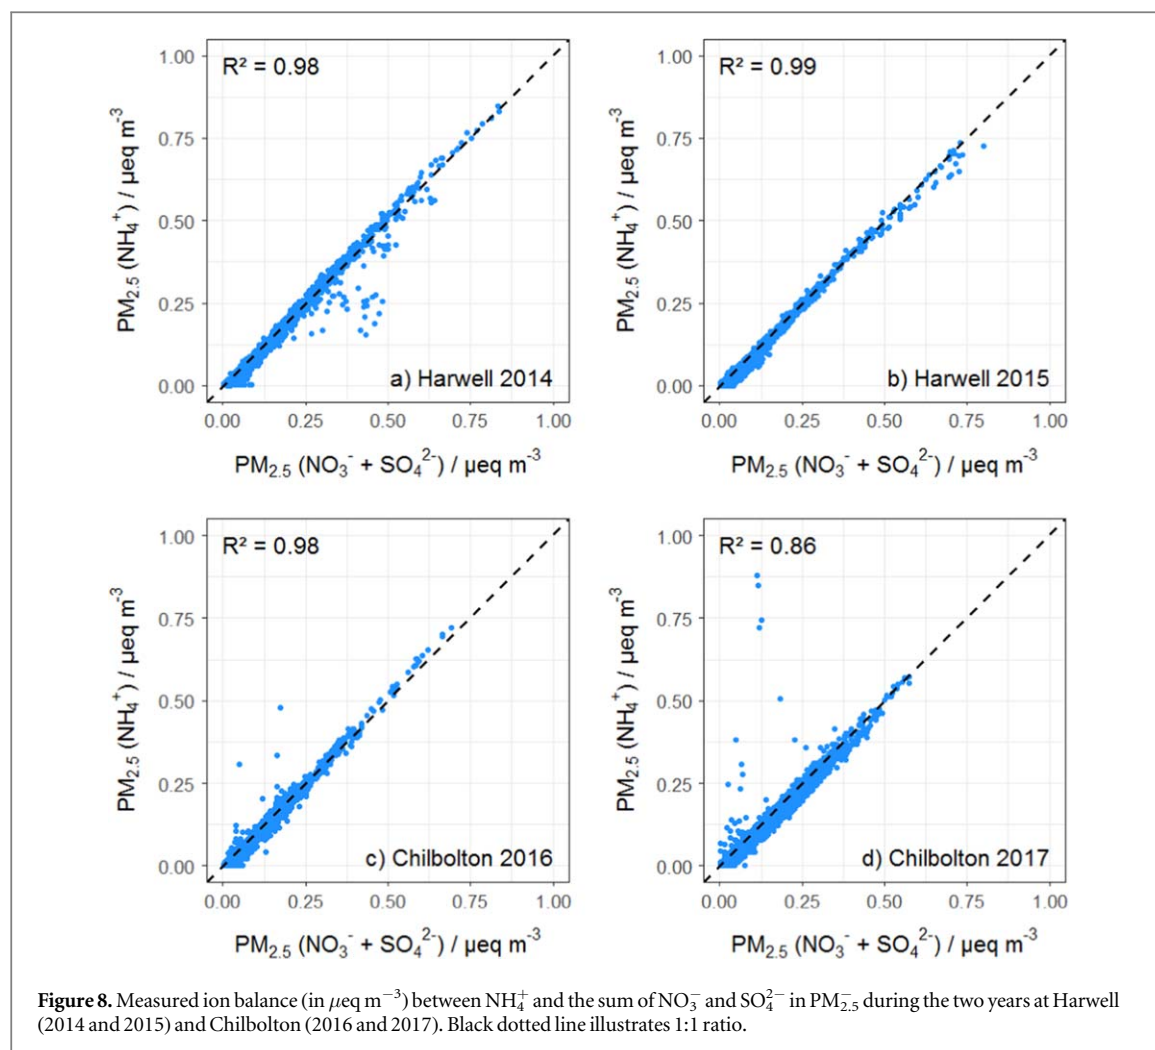 R² = 0.98
1.00
0.75
0.50
0.25
0.00
PM2.5 (NH4+) / µeq m-3
a) Harwell 2014
0.00 0.25 0.50 0.75 1.00
PM2.5 (NO3- + SO42-) / µeq m-3
R² = 0.99
1.00
0.75
0.50
0.25
0.00
PM2.5 (NH4+) / µeq m-3
b) Harwell 2015
0.00 0.25 0.50 0.75 1.00
PM2.5 (NO3- + SO42-) / µeq m-3
R² = 0.98
1.00
0.75
0.50
0.25
0.00
PM2.5 (NH4+) / µeq m-3
c) Chilbolton 2016
0.00 0.25 0.50 0.75 1.00
PM2.5 (NO3- + SO42-) / µeq m-3
R² = 0.86
1.00
0.75
0.50
0.25
0.00
PM2.5 (NH4+) / µeq m-3
d) Chilbolton 2017
0.00 0.25 0.50 0.75 1.00
PM2.5 (NO3- + SO42-) / µeq m-3
Figure 8. Measured ion balance (in µeq m−3) between NH4+ and the sum of NO3− and SO42− in PM2.5− during the two years at Harwell
(2014 and 2015) and Chilbolton (2016 and 2017). Black dotted line illustrates 1:1 ratio.